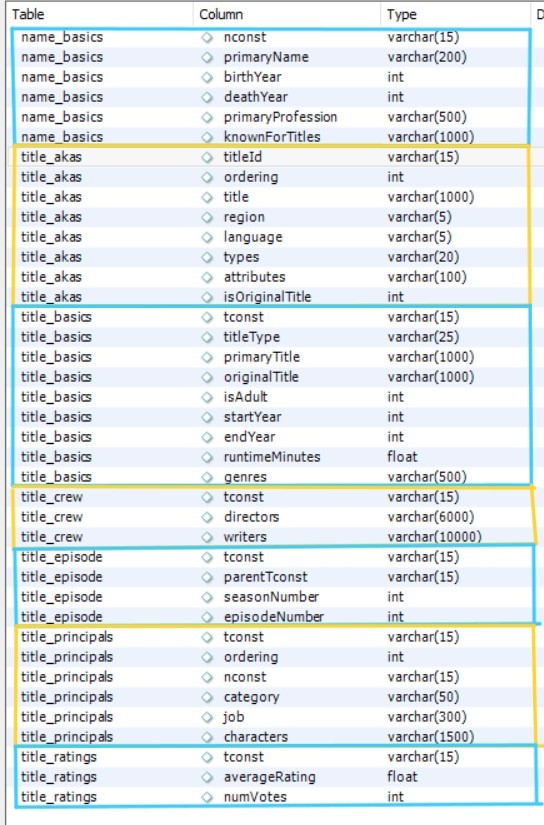 Table Column Type D
name_basics nconst varchar(15)
name_basics primaryName varchar(200)
name_basics birthYear int
name_basics deathYear int
name_basics primaryProfession varchar(500)
name_basics knownForTitles varchar(1000)
title_akas titleId varchar(15)
title_akas ordering int
title_akas title varchar(1000)
title_akas region varchar(5)
title_akas language varchar(5)
title_akas types varchar(20)
title_akas attributes varchar(100)
title_akas isOriginalTitle int
title_basics tconst varchar(15)
title_basics titleType varchar(25)
title_basics primaryTitle varchar(1000)
title_basics originalTitle varchar(1000)
title_basics isAdult int
title_basics startYear int
title_basics endYear int
title_basics runtimeMinutes float
title_basics genres varchar(500)
title_crew tconst varchar(15)
title_crew directors varchar(6000)
title_crew writers varchar(10000)
title_episode tconst varchar(15)
title_episode parentTconst varchar(15)
title_episode seasonNumber int
title_episode episodeNumber int
title_principals tconst varchar(15)
title_principals ordering int
title_principals nconst varchar(15)
title_principals category varchar(50)
title_principals job varchar(300)
title_principals characters varchar(1500)
title_ratings tconst varchar(15)
title_ratings averageRating float
title_ratings numVotes int